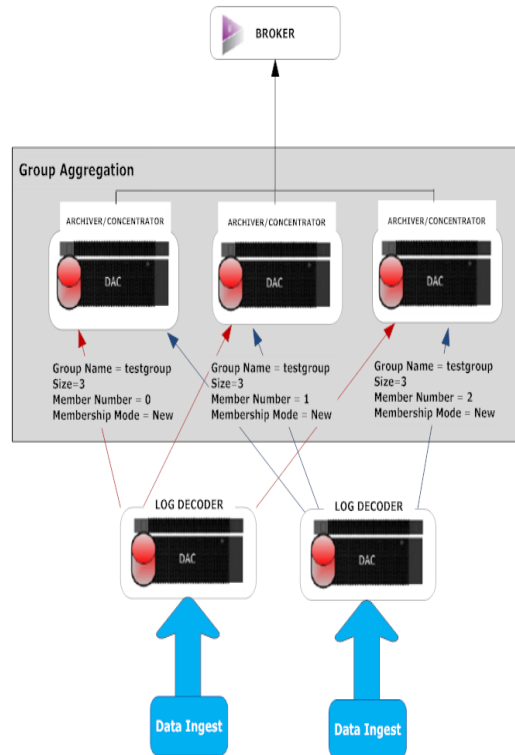 BROKER
Group Aggregation
ARCHIVER/CONCENTRATOR
ARCHIVER/CONCENTRATOR
ARCHIVER/CONCENTRATOR
DAC
DAC
DAC
Group Name = testgroup
Size=3
Member Number = 0
Membership Mode = New
Group Name = testgroup
Size=3
Member Number = 1
Membership Mode = New
Group Name = testgroup
Size=3
Member Number = 2
Membership Mode = New
LOG DECODER
LOG DECODER
DAC
DAC
Data Ingest
Data Ingest